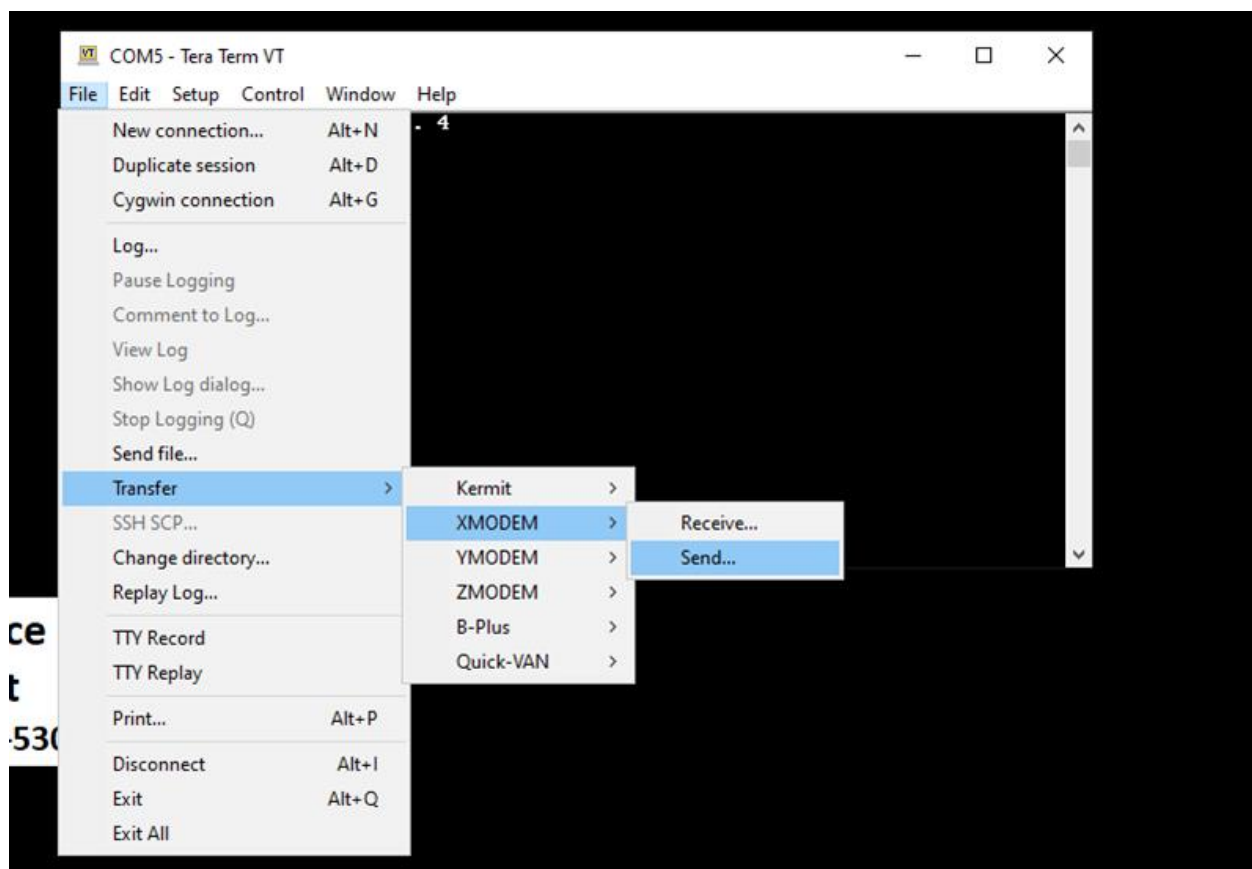 COM5 - Tera Term VT
File Edit Setup Control Window Help
. 4
New connection... Alt+N
Duplicate session Alt+D
Cygwin connection Alt+G
Log...
Pause Logging
Comment to Log...
View Log
Show Log dialog...
Stop Logging (Q)
Send file...
Transfer >
SSH SCP...
Change directory...
Replay Log...
TTY Record
TTY Replay
Print... Alt+P
Disconnect Alt+I
Exit Alt+Q
Exit All
Kermit >
XMODEM >
YMODEM >
ZMODEM >
B-Plus >
Quick-VAN >
Receive...
Send...
ce
t
-530